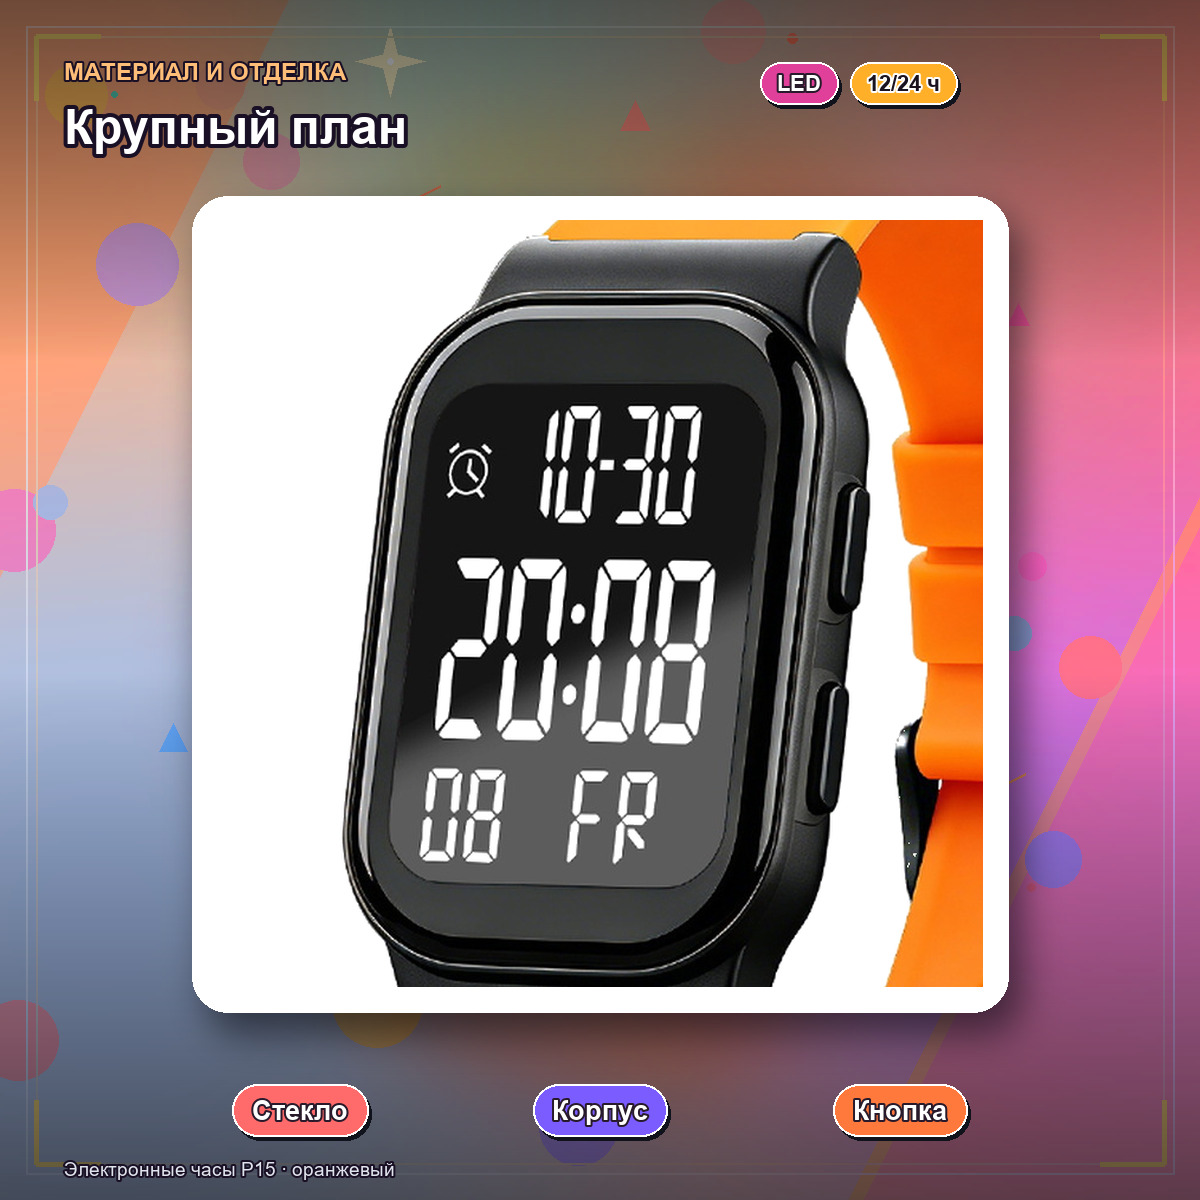 МАТЕРИАЛ И ОТДЕЛКА
Крупный план
LED
12/24 ч
10-30
20:08
08 FR
Стекло
Корпус
Кнопка
Электронные часы P15 · оранжевый